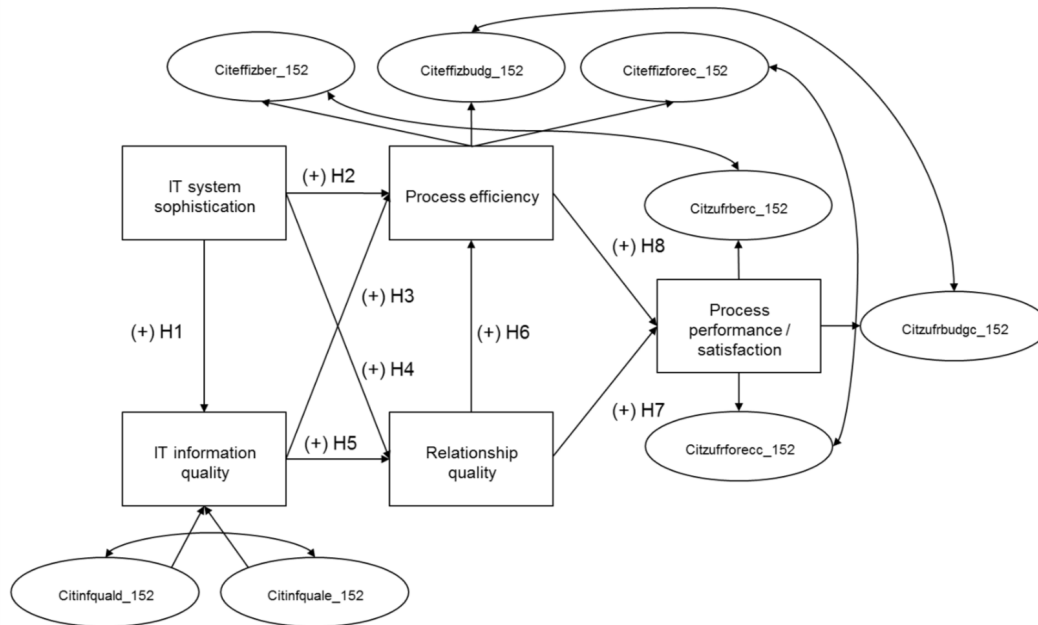 Citeffizber_152
Citeffizbudg_152
Citeffizforec_152
IT system
sophistication
(+) H2
Process efficiency
Citzufrberc_152
(+) H8
(+) H3
(+) H1
(+) H6
Process
performance /
satisfaction
Citzufrbudgc_152
(+) H4
(+) H7
IT information
quality
(+) H5
Relationship
quality
Citzufrforecc_152
Citinfquald_152
Citinfquale_152